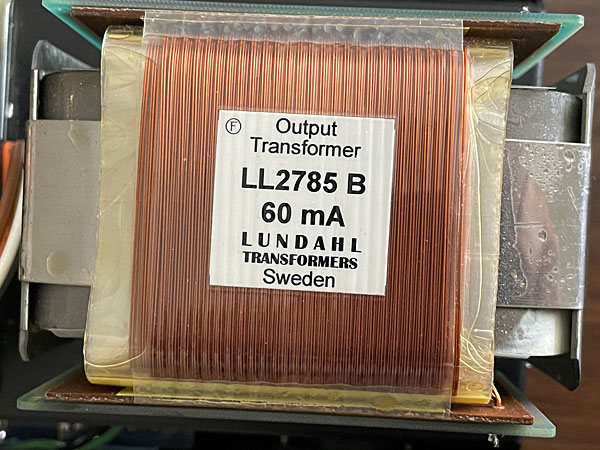 Ⓕ Output
Transformer
LL2785 B
60 mA
LUNDAHL
TRANSFORMERS
Sweden